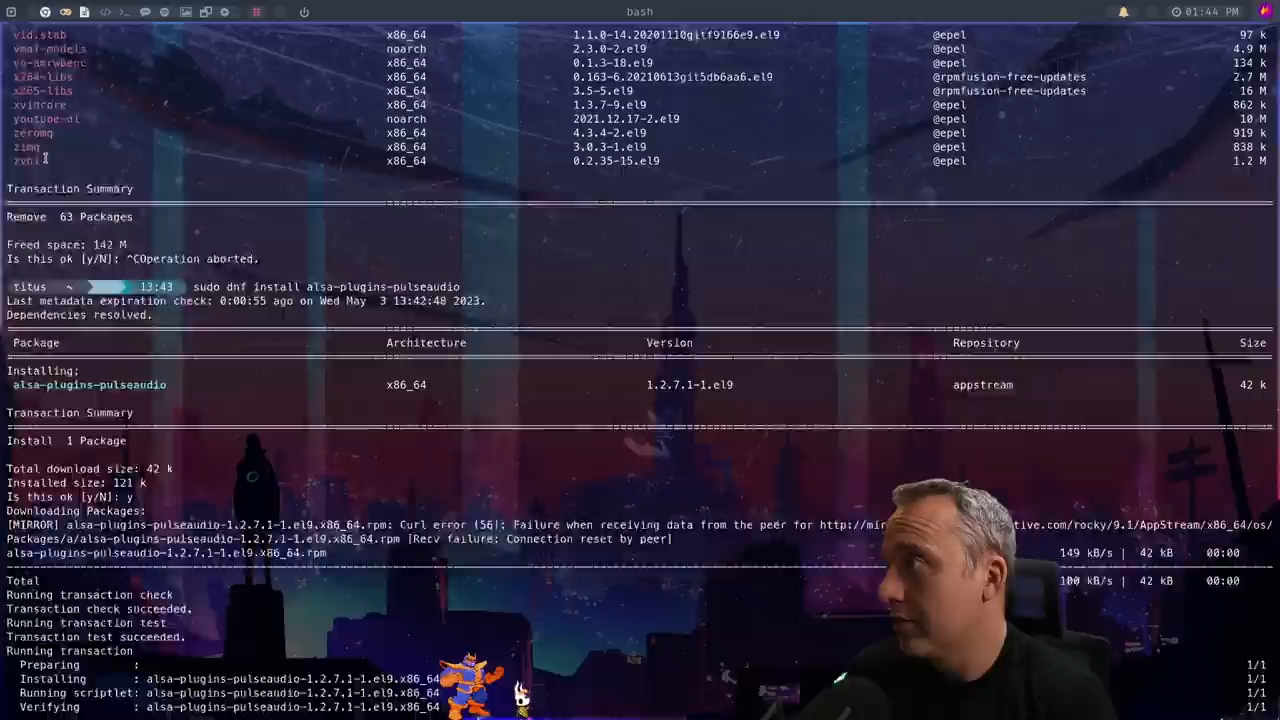 bash
01:44 PM
vid.stab x86_64 1.1.0-14.20201110gitf9166e9.el9 @epel 97 k
vmaf-models noarch 2.3.0-2.el9 @epel 4.9 M
vo-amrwbenc x86_64 0.1.3-18.el9 @epel 134 k
x264-libs x86_64 0.163-6.20210613git5db6aa6.el9 @rpmfusion-free-updates 2.7 M
x265-libs x86_64 3.5-5.el9 @rpmfusion-free-updates 16 M
xvidcore x86_64 1.3.7-9.el9 @epel 862 k
youtube-dl noarch 2021.12.17-2.el9 @epel 10 M
zeromq x86_64 4.3.4-2.el9 @epel 919 k
zimg x86_64 3.0.3-1.el9 @epel 838 k
zvbi x86_64 0.2.35-15.el9 @epel 1.2 M
Transaction Summary
Remove 63 Packages
Freed space: 142 M
Is this ok [y/N]: ^COperation aborted.
titus ~ 13:43 sudo dnf install alsa-plugins-pulseaudio
Last metadata expiration check: 0:00:55 ago on Wed May 3 13:42:48 2023.
Dependencies resolved.
Package Architecture Version Repository Size
Installing:
alsa-plugins-pulseaudio x86_64 1.2.7.1-1.el9 appstream 42 k
Transaction Summary
Install 1 Package
Total download size: 42 k
Installed size: 121 k
Is this ok [y/N]: y
Downloading Packages:
[MIRROR] alsa-plugins-pulseaudio-1.2.7.1-1.el9.x86_64.rpm: Curl error (56): Failure when receiving data from the peer for http://mir tive.com/rocky/9.1/AppStream/x86_64/os/
Packages/a/alsa-plugins-pulseaudio-1.2.7.1-1.el9.x86_64.rpm [Recv failure: Connection reset by peer]
alsa-plugins-pulseaudio-1.2.7.1-1.el9.x86_64.rpm 149 kB/s | 42 kB 00:00
Total 100 kB/s | 42 kB 00:00
Running transaction check
Transaction check succeeded.
Running transaction test
Transaction test succeeded.
Running transaction
Preparing : 1/1
Installing : alsa-plugins-pulseaudio-1.2.7.1-1.el9.x86_64 1/1
Running scriptlet: alsa-plugins-pulseaudio-1.2.7.1-1.el9.x86_64 1/1
Verifying : alsa-plugins-pulseaudio-1.2.7.1-1.el9.x86_64 1/1